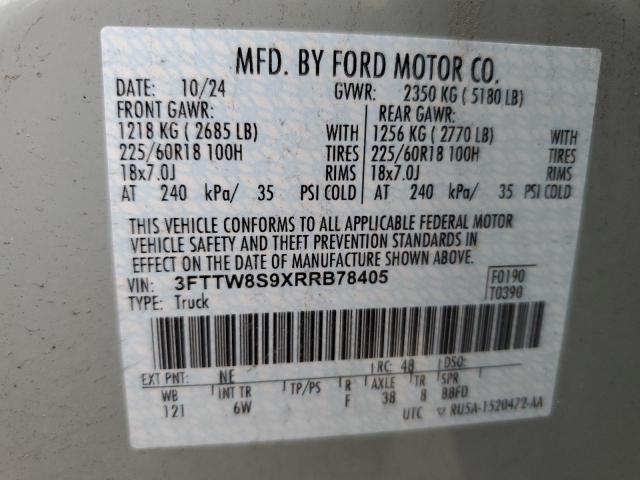 MFD. BY FORD MOTOR CO.
DATE: 10/24 GVWR: 2350 KG ( 5180 LB)
FRONT GAWR: REAR GAWR:
1218 KG ( 2685 LB) WITH 1256 KG ( 2770 LB) WITH
225/60R18 100H TIRES 225/60R18 100H TIRES
18x7.0J RIMS 18x7.0J RIMS
AT 240 kPa/ 35 PSI COLD AT 240 kPa/ 35 PSI COLD
THIS VEHICLE CONFORMS TO ALL APPLICABLE FEDERAL MOTOR
VEHICLE SAFETY AND THEFT PREVENTION STANDARDS IN
EFFECT ON THE DATE OF MANUFACTURE SHOWN ABOVE.
VIN: 3FTTW8S9XRRB78405 F0190
TYPE: Truck T0390
EXT PNT: NE RC: 48 DSO:
WB INT TR TP/PS R AXLE TR SPR
121 6W F 38 8 BBFD
UTC ▽ RU5A-1520472-AA